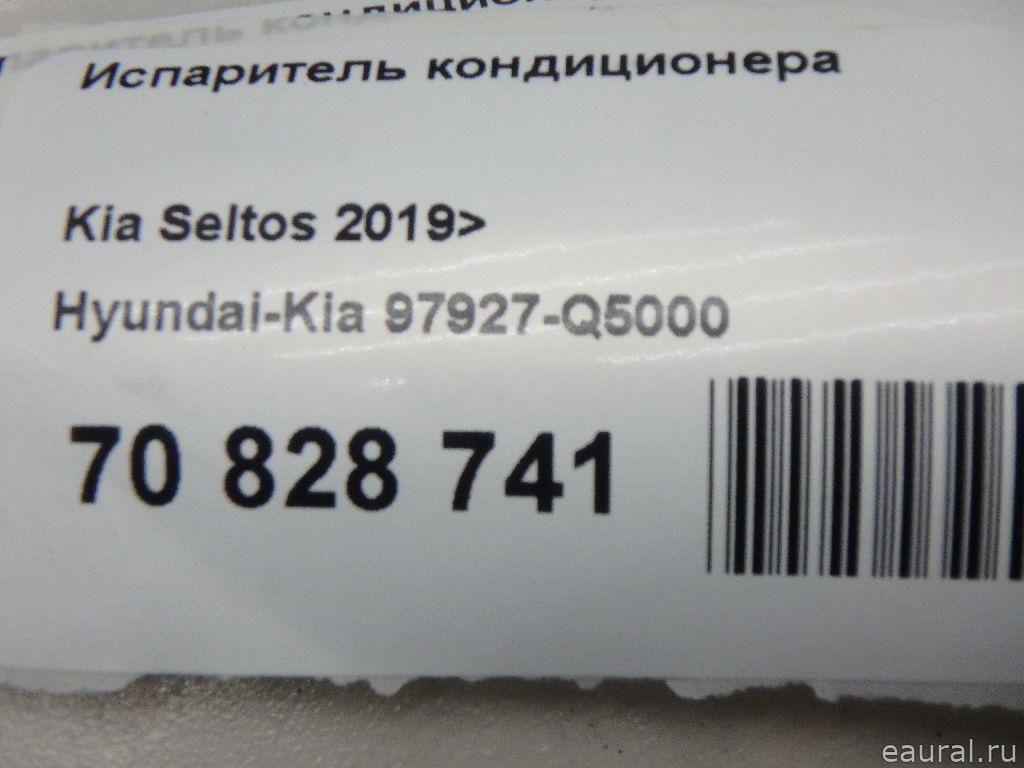 Испаритель кондиционера
Kia Seltos 2019>
Hyundai-Kia 97927-Q5000
70 828 741
eaural.ru